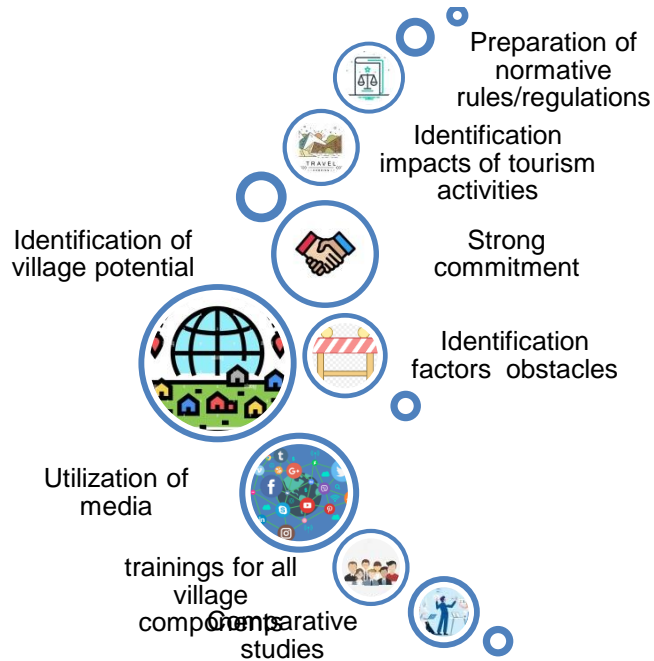 Preparation of
normative
rules/regulations
Identification
impacts of tourism
activities
TRAVEL
Identification of
village potential
Strong
commitment
Identification
factors obstacles
Utilization of
media
trainings for all
village
components
Comparative
studies